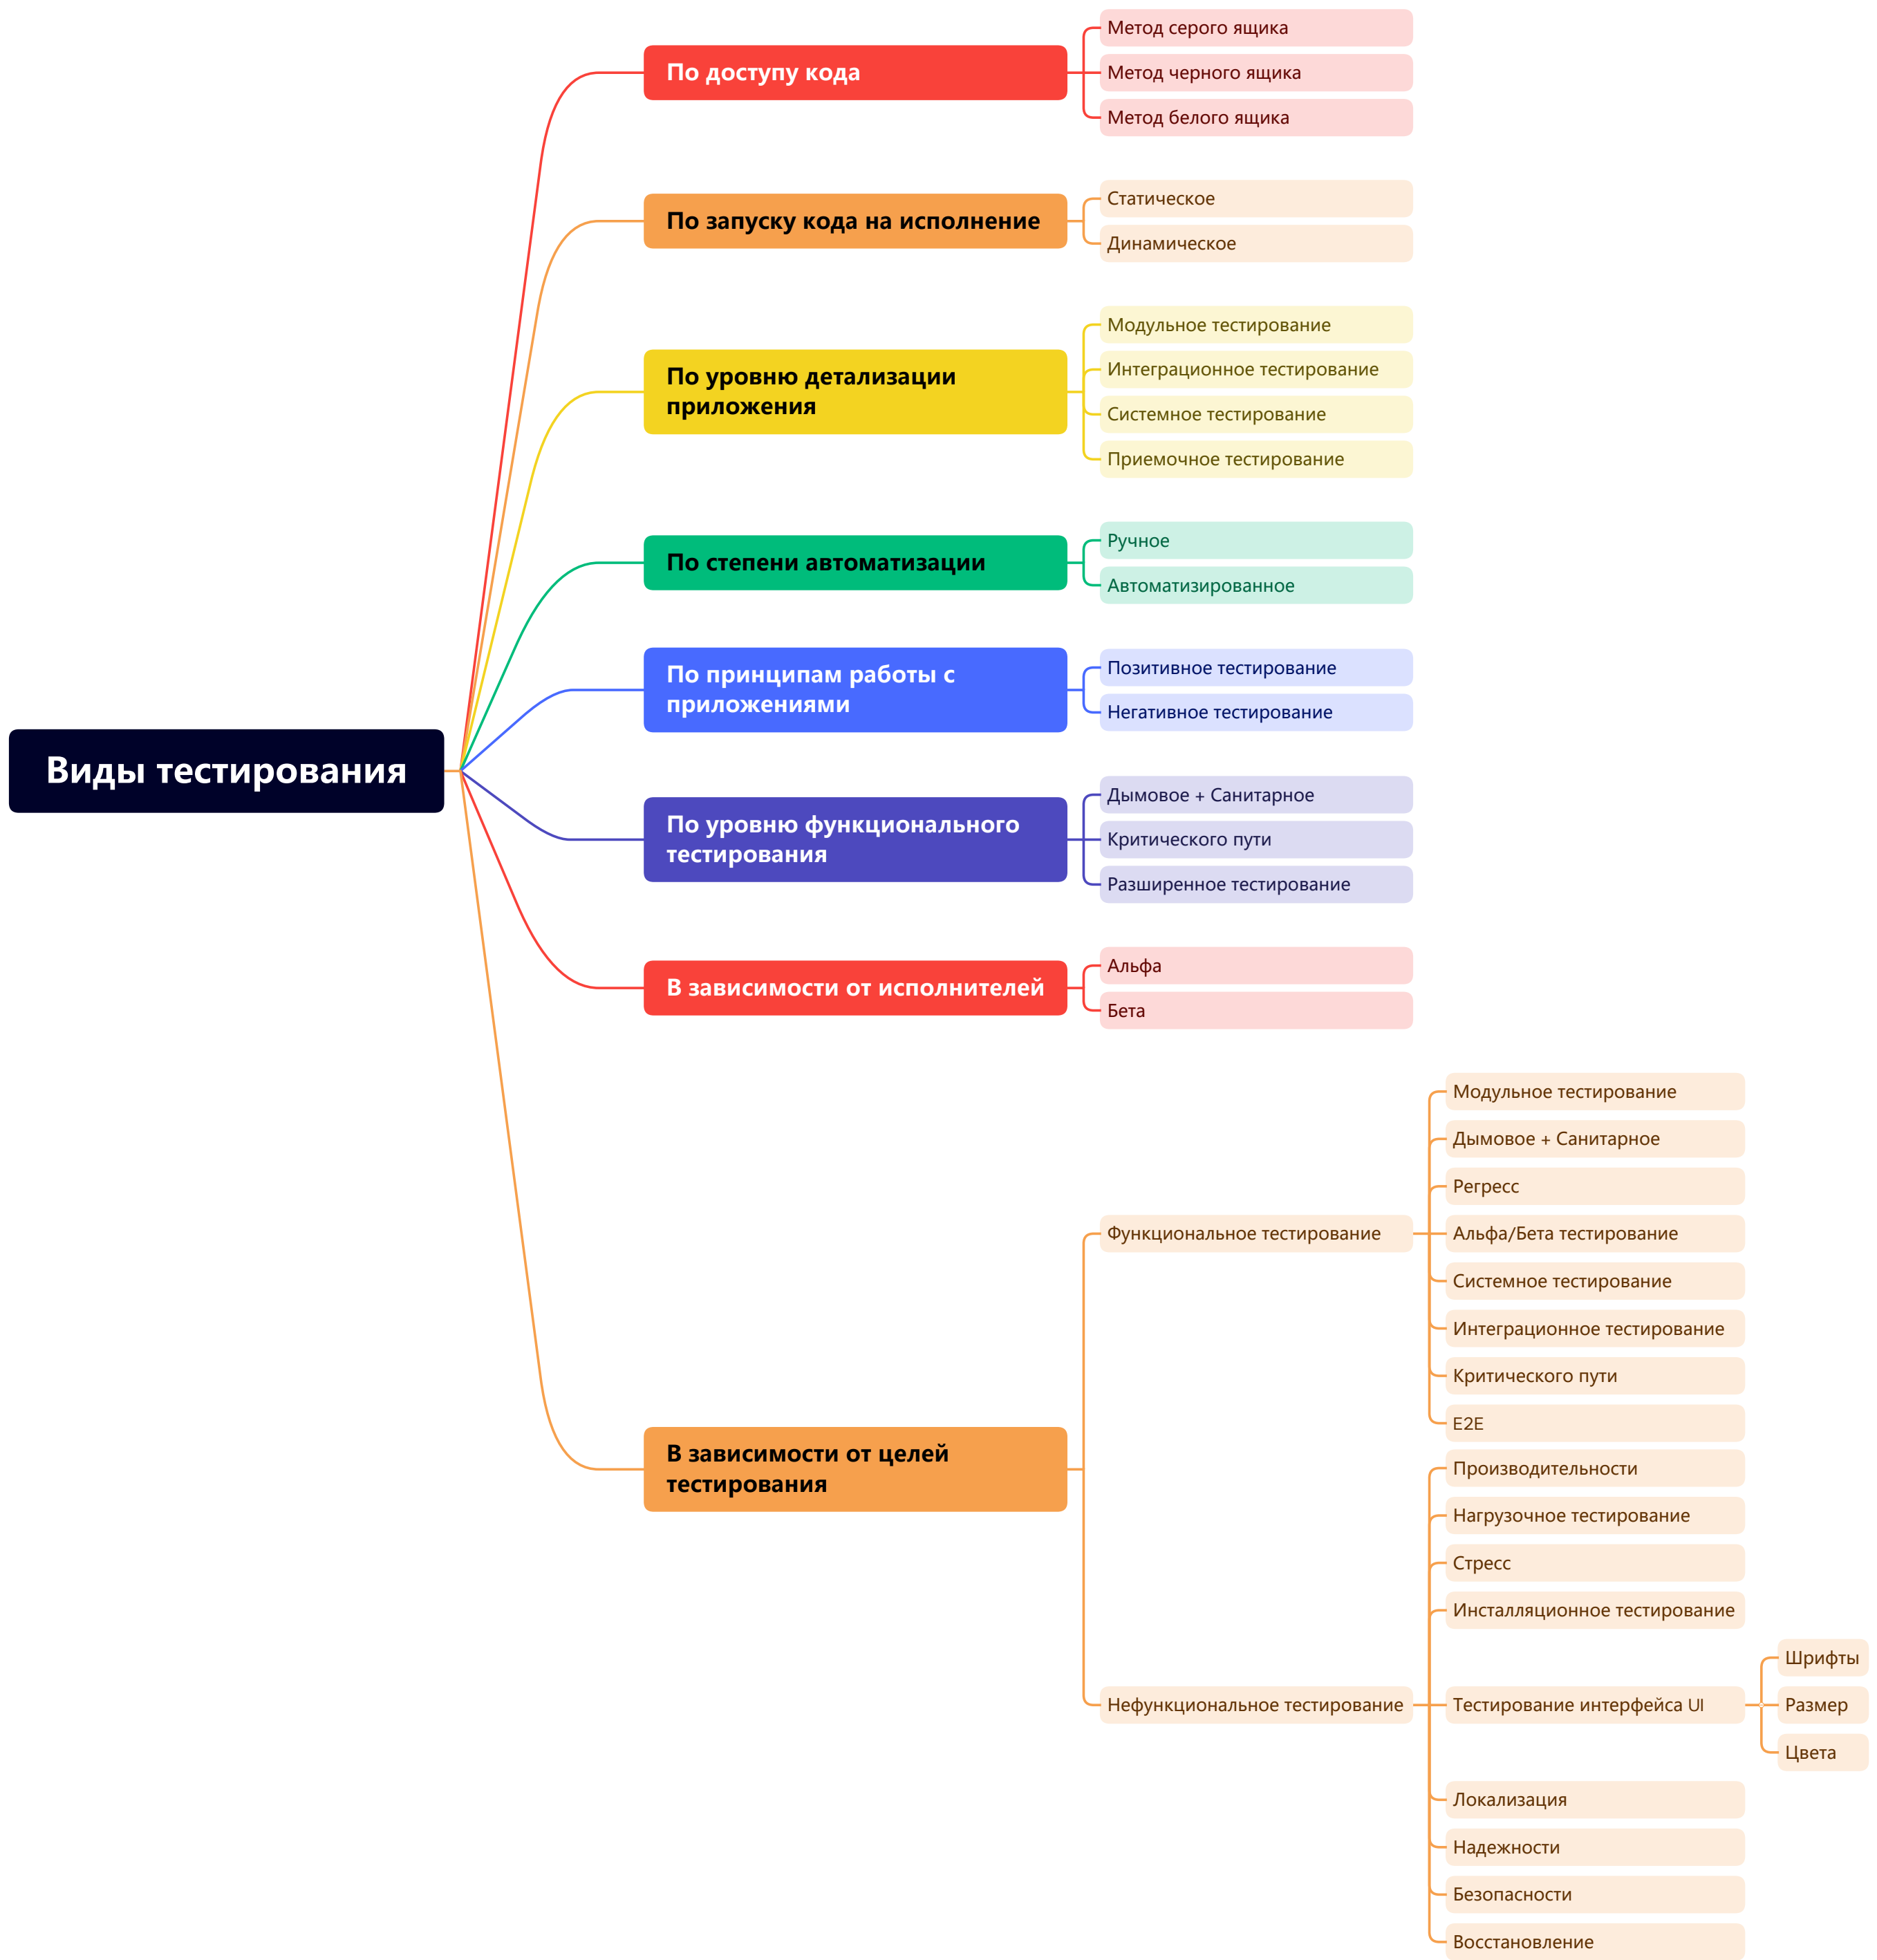 Виды тестирования
По доступу кода
Метод серого ящика
Метод черного ящика
Метод белого ящика
По запуску кода на исполнение
Статическое
Динамическое
По уровню детализации
приложения
Модульное тестирование
Интеграционное тестирование
Системное тестирование
Приемочное тестирование
По степени автоматизации
Ручное
Автоматизированное
По принципам работы с
приложениями
Позитивное тестирование
Негативное тестирование
По уровню функционального
тестирования
Дымовое + Санитарное
Критического пути
Разширенное тестирование
В зависимости от исполнителей
Альфа
Бета
В зависимости от целей
тестирования
Функциональное тестирование
Модульное тестирование
Дымовое + Санитарное
Регресс
Альфа/Бета тестирование
Системное тестирование
Интеграционное тестирование
Критического пути
E2E
Нефункциональное тестирование
Производительности
Нагрузочное тестирование
Стресс
Инсталляционное тестирование
Тестирование интерфейса UI
Шрифты
Размер
Цвета
Локализация
Надежности
Безопасности
Восстановление